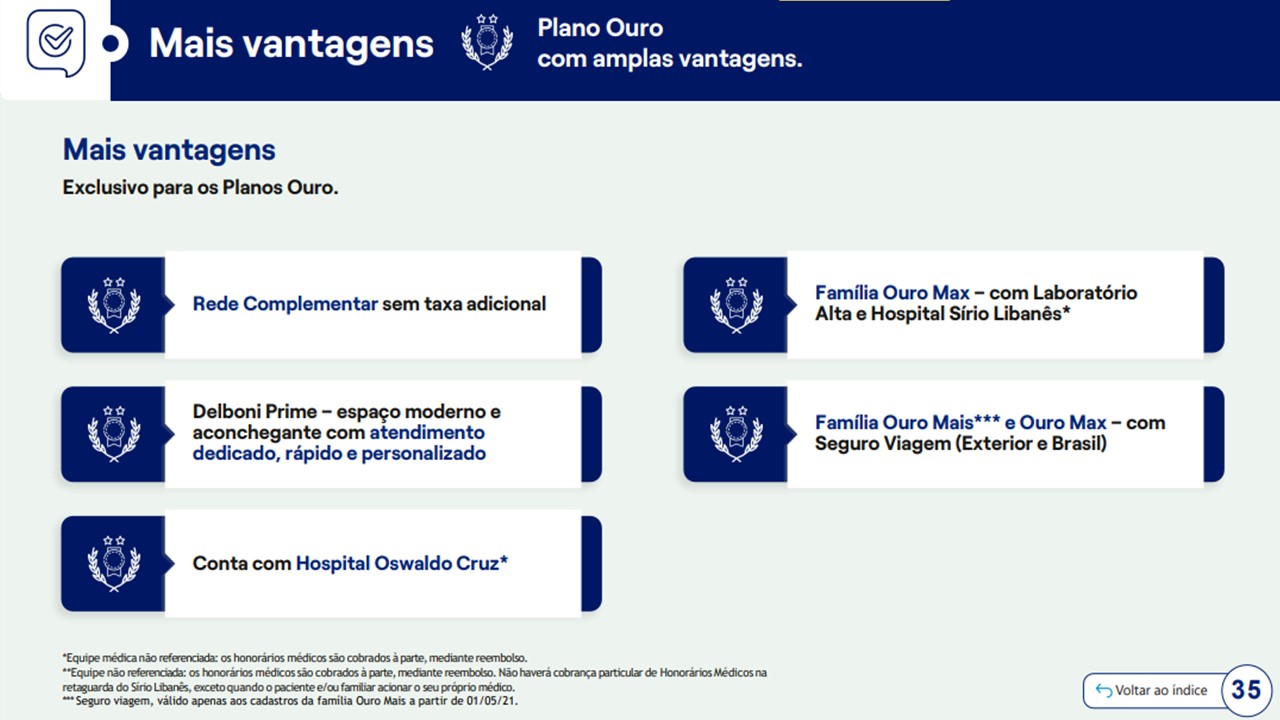 Mais vantagens
Plano Ouro
com amplas vantagens.
Mais vantagens
Exclusivo para os Planos Ouro.
Rede Complementar sem taxa adicional
Delboni Prime – espaço moderno e
aconchegante com atendimento
dedicado, rápido e personalizado
Conta com Hospital Oswaldo Cruz*
Família Ouro Max – com Laboratório
Alta e Hospital Sírio Libanês*
Família Ouro Mais*** e Ouro Max – com
Seguro Viagem (Exterior e Brasil)
*Equipe médica não referenciada: os honorários médicos são cobrados à parte, mediante reembolso.
**Equipe não referenciada: os honorários médicos são cobrados à parte, mediante reembolso. Não haverá cobrança particular de Honorários Médicos na
retaguarda do Sírio Libanês, exceto quando o paciente e/ou familiar acionar o seu próprio médico.
*** Seguro viagem, válido apenas aos cadastros da família Ouro Mais a partir de 01/05/21.
Voltar ao índice
35